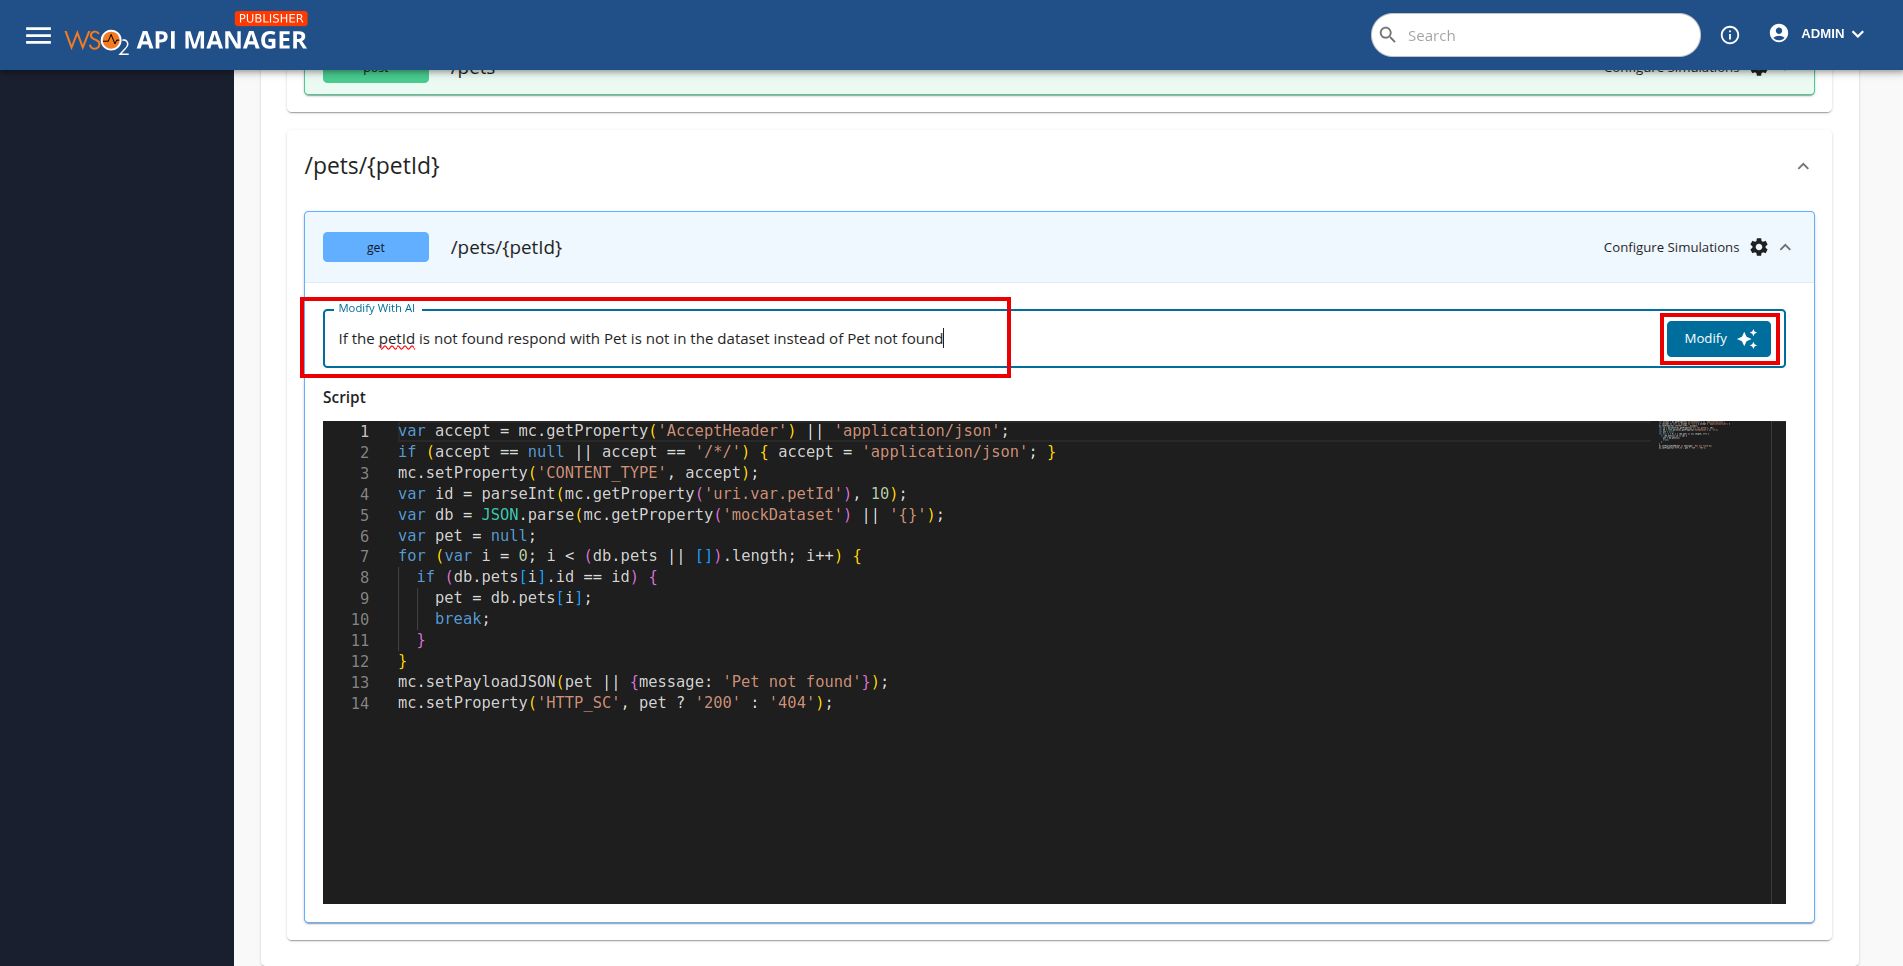 PUBLISHER
WSO2 API MANAGER
Search
ADMIN
post /pets Configure Simulations
/pets/{petId}
get /pets/{petId} Configure Simulations
Modify With AI
If the petId is not found respond with Pet is not in the dataset instead of Pet not found
Modify
Script
1 var accept = mc.getProperty('AcceptHeader') || 'application/json';
2 if (accept == null || accept == '/*/') { accept = 'application/json'; }
3 mc.setProperty('CONTENT_TYPE', accept);
4 var id = parseInt(mc.getProperty('uri.var.petId'), 10);
5 var db = JSON.parse(mc.getProperty('mockDataset') || '{}');
6 var pet = null;
7 for (var i = 0; i < (db.pets || []).length; i++) {
8 if (db.pets[i].id == id) {
9 pet = db.pets[i];
10 break;
11 }
12 }
13 mc.setPayloadJSON(pet || {message: 'Pet not found'});
14 mc.setProperty('HTTP_SC', pet ? '200' : '404');